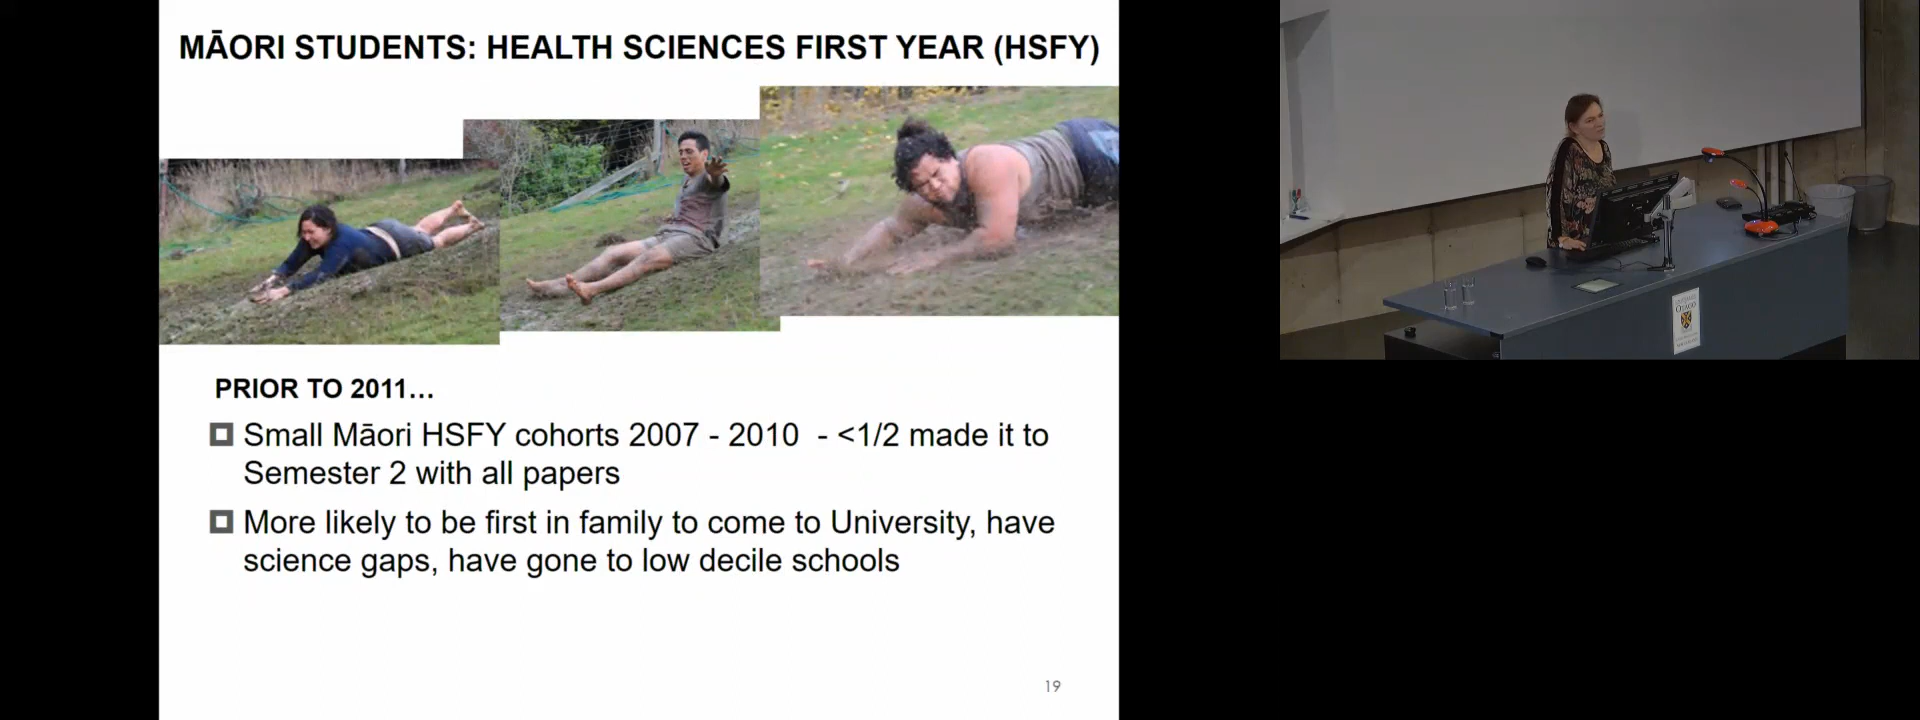 MĀORI STUDENTS: HEALTH SCIENCES FIRST YEAR (HSFY)
PRIOR TO 2011…
Small Māori HSFY cohorts 2007 - 2010 - <1/2 made it to
Semester 2 with all papers
More likely to be first in family to come to University, have
science gaps, have gone to low decile schools
19
OTAGO